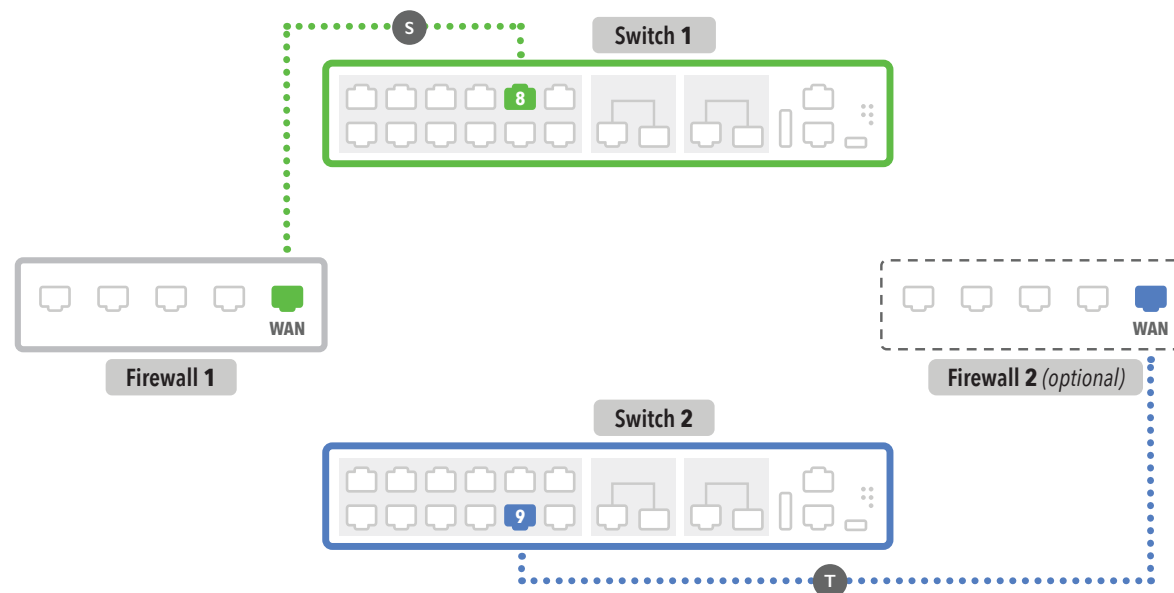 S
Switch 1
8
WAN
WAN
Firewall 1
Firewall 2 (optional)
Switch 2
9
T